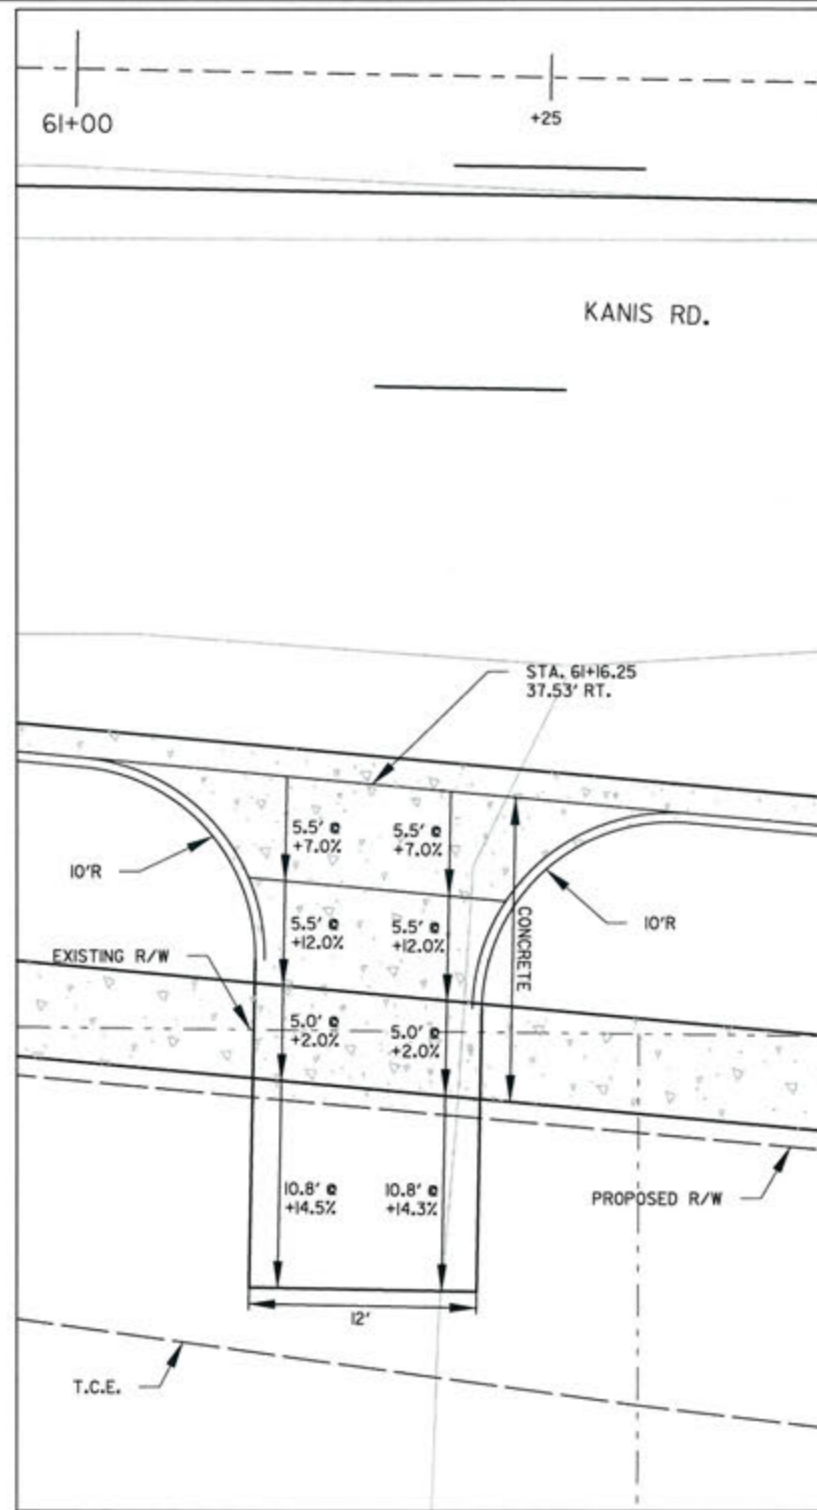 61+00
+25
KANIS RD.
STA. 61+16.25
37.53' RT.
5.5' @
+7.0%
5.5' @
+7.0%
10'R
10'R
5.5' @
+12.0%
5.5' @
+12.0%
CONCRETE
EXISTING R/W
5.0' @
+2.0%
5.0' @
+2.0%
10.8' @
+14.5%
10.8' @
+14.3%
PROPOSED R/W
12'
T.C.E.